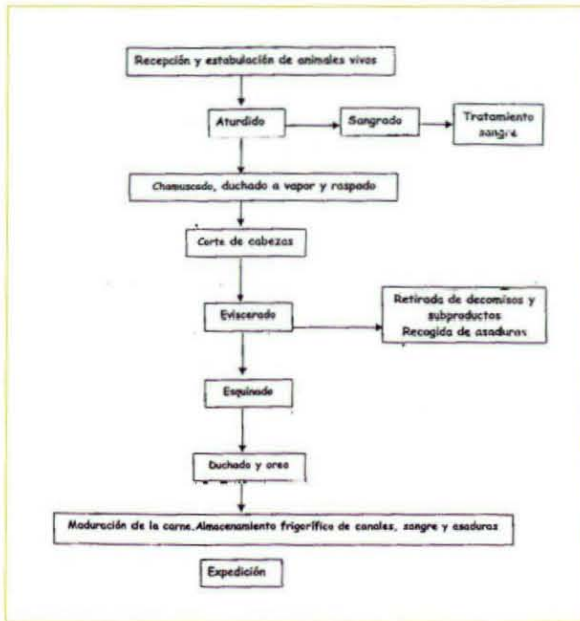 Recepción y estabulación de animales vivos
Aturdido
Sangrado
Tratamiento
sangre
Chamuscado, duchado a vapor y raspado
Corte de cabezas
Eviscerado
Retirada de decomisos y
subproductos
Recogida de asaduras
Esquinado
Duchado y oreo
Maduración de la carne.Almacenamiento frigorífico de canales, sangre y asaduras
Expedición